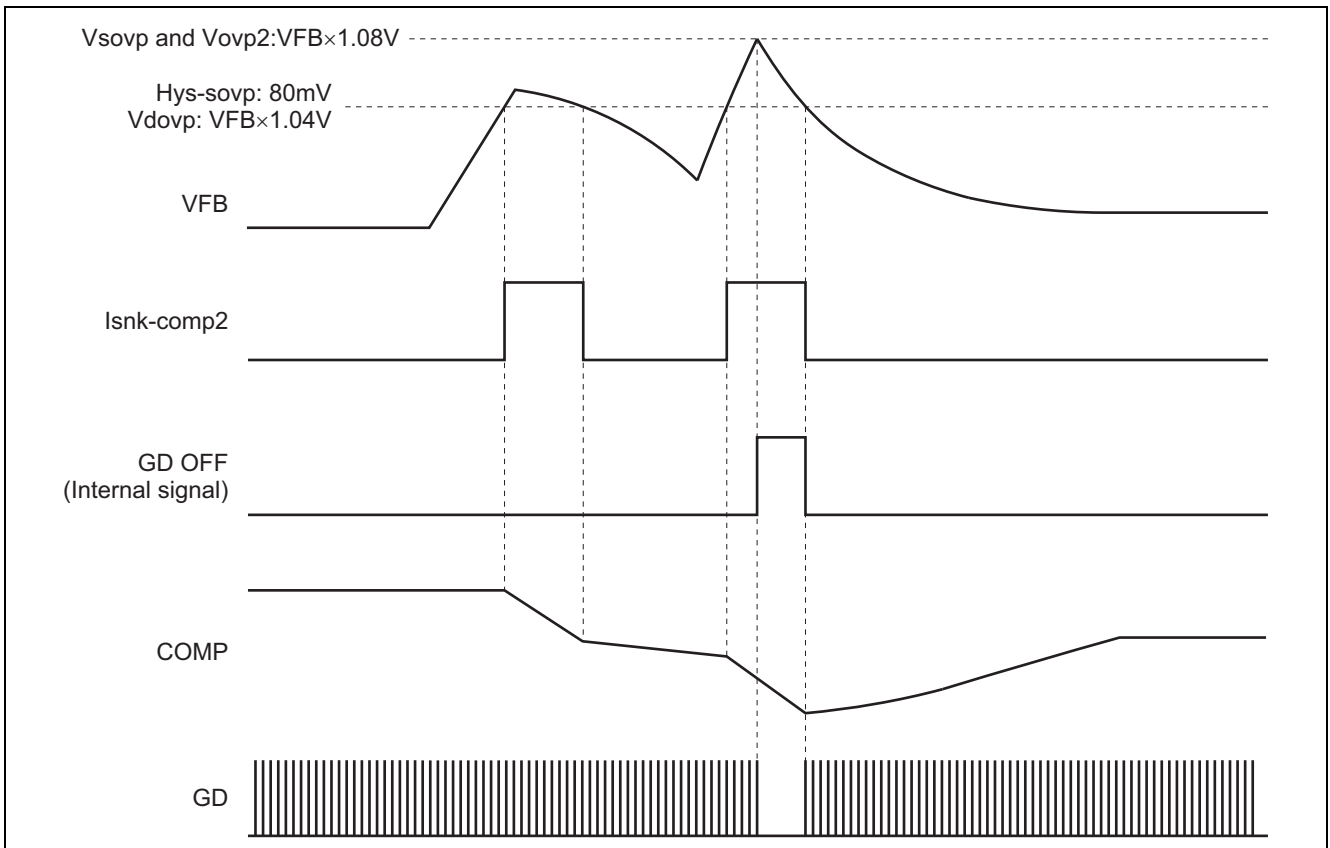 Vsovp and Vovp2:VFB×1.08V
Hys-sovp: 80mV
Vdovp: VFB×1.04V
VFB
Isnk-comp2
GD OFF
(Internal signal)
COMP
GD